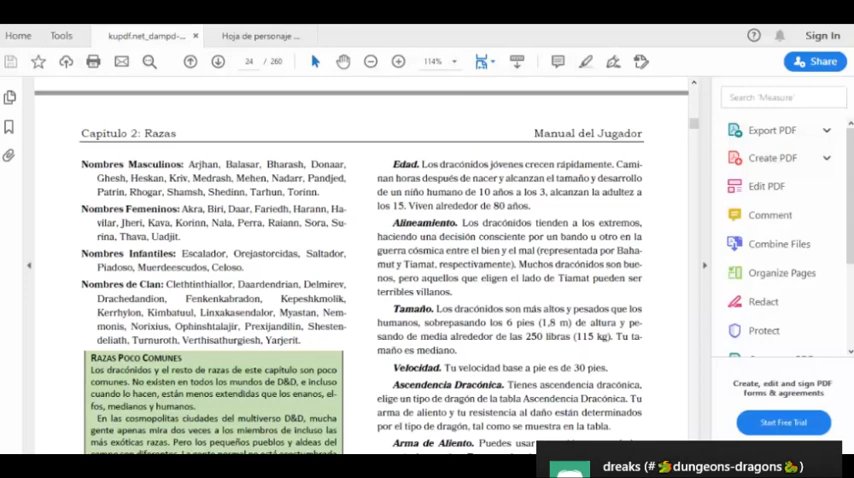 Home
Tools
kupdf.net_dampd-...
×
Hoja de personaje ...
Sign In
24
/ 260
114%
Share
Capítulo 2: Razas
Manual del Jugador
Nombres Masculinos: Arjhan, Balasar, Bharash, Donaar,
Ghesh, Heskan, Kriv, Medrash, Mehen, Nadarr, Pandjed,
Patrin, Rhogar, Shamsh, Shedinn, Tarhun, Torinn.
Nombres Femeninos: Akra, Biri, Daar, Farideh, Harann, Ha-
vilar, Jheri, Kava, Korinn, Nala, Perra, Raiann, Sora, Su-
rina, Thava, Uadjit.
Nombres Infantiles: Escalador, Orejastorcidas, Saltador,
Piadoso, Muerdeescudos, Celoso.
Nombres de Clan: Clethtinthiallor, Daardendrian, Delmirev,
Drachedandion, Fenkenkabradon, Kepeshkmolik,
Kerrhylon, Kimbatuul, Linxakasendalor, Myastan, Nem-
monis, Norixius, Ophinshtalajir, Prexijandilin, Shesten-
deliath, Turnuroth, Verthisathurgiesh, Yarjerit.
RAZAS POCO COMUNES
Los dracónidos y el resto de razas de este capítulo son poco
comunes. No existen en todos los mundos de D&D, e incluso
cuando lo hacen, están menos extendidas que los enanos, el-
fos, medianos y humanos.
En las cosmopolitas ciudades del multiverso D&D, mucha
gente apenas mira dos veces a los miembros de incluso las
más exóticas razas. Pero los pequeños pueblos y aldeas del
Edad. Los dracónidos jóvenes crecen rápidamente. Cami-
nan horas después de nacer y alcanzan el tamaño y desarrollo
de un niño humano de 10 años a los 3, alcanzan la adultez a
los 15. Viven alrededor de 80 años.
Alineamiento. Los dracónidos tienden a los extremos,
haciendo una decisión consciente por un bando u otro en la
guerra cósmica entre el bien y el mal (representada por Baha-
mut y Tiamat, respectivamente). Muchos dracónidos son bue-
nos, pero aquellos que eligen el lado de Tiamat pueden ser
terribles villanos.
Tamaño. Los dracónidos son más altos y pesados que los
humanos, sobrepasando los 6 pies (1,8 m) de altura y pe-
sando de media alrededor de las 250 libras (115 kg). Tu ta-
maño es mediano.
Velocidad. Tu velocidad base a pie es de 30 pies.
Ascendencia Dracónica. Tienes ascendencia dracónica,
elige un tipo de dragón de la tabla Ascendencia Dracónica. Tu
arma de aliento y tu resistencia al daño están determinados
por el tipo de dragón, tal como se muestra en la tabla.
Arma de Aliento. Puedes usar
Search 'Measure'
Export PDF
Create PDF
Edit PDF
Comment
Combine Files
Organize Pages
Redact
Protect
Create, edit and sign PDF
forms & agreements
Start Free Trial
dreaks (#🐲dungeons-dragons🐉)